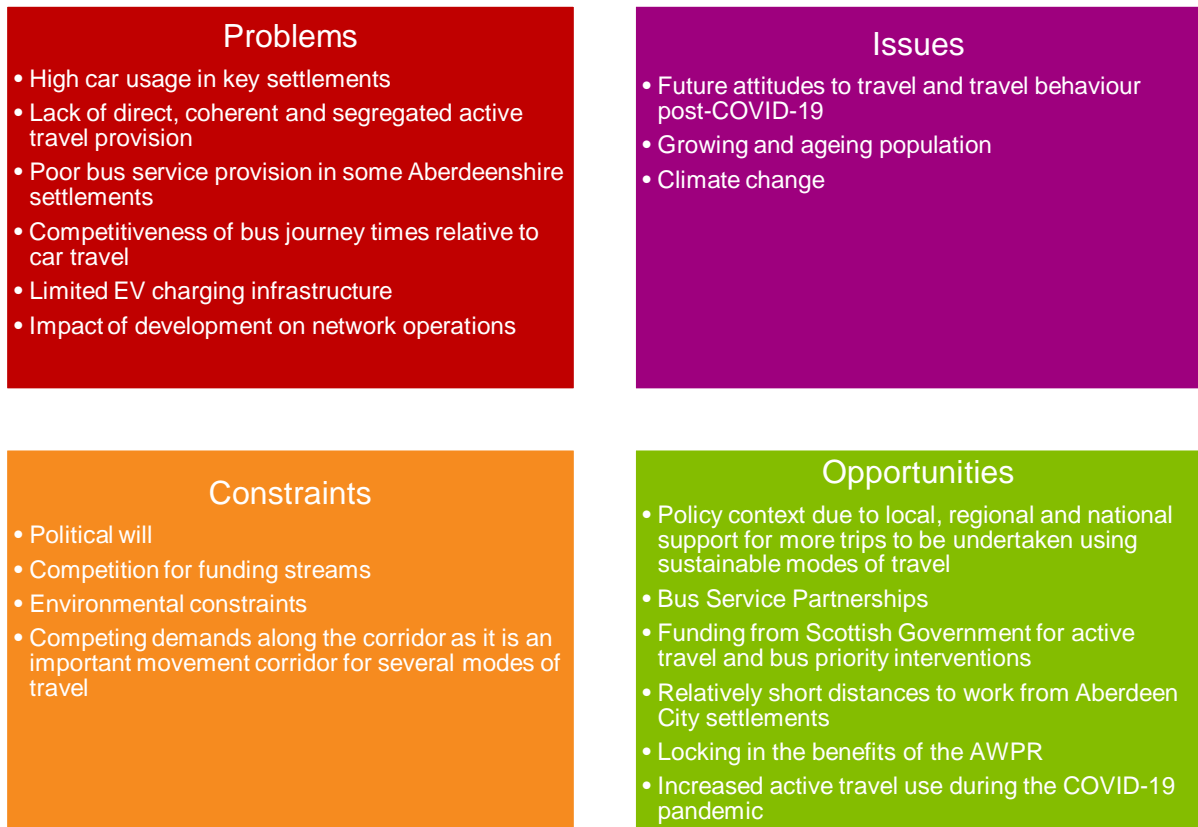 Problems
• High car usage in key settlements
• Lack of direct, coherent and segregated active
travel provision
• Poor bus service provision in some Aberdeenshire
settlements
• Competitiveness of bus journey times relative to
car travel
• Limited EV charging infrastructure
• Impact of development on network operations
Issues
• Future attitudes to travel and travel behaviour
post-COVID-19
• Growing and ageing population
• Climate change
Constraints
• Political will
• Competition for funding streams
• Environmental constraints
• Competing demands along the corridor as it is an
important movement corridor for several modes of
travel
Opportunities
• Policy context due to local, regional and national
support for more trips to be undertaken using
sustainable modes of travel
• Bus Service Partnerships
• Funding from Scottish Government for active
travel and bus priority interventions
• Relatively short distances to work from Aberdeen
City settlements
• Locking in the benefits of the AWPR
• Increased active travel use during the COVID-19
pandemic